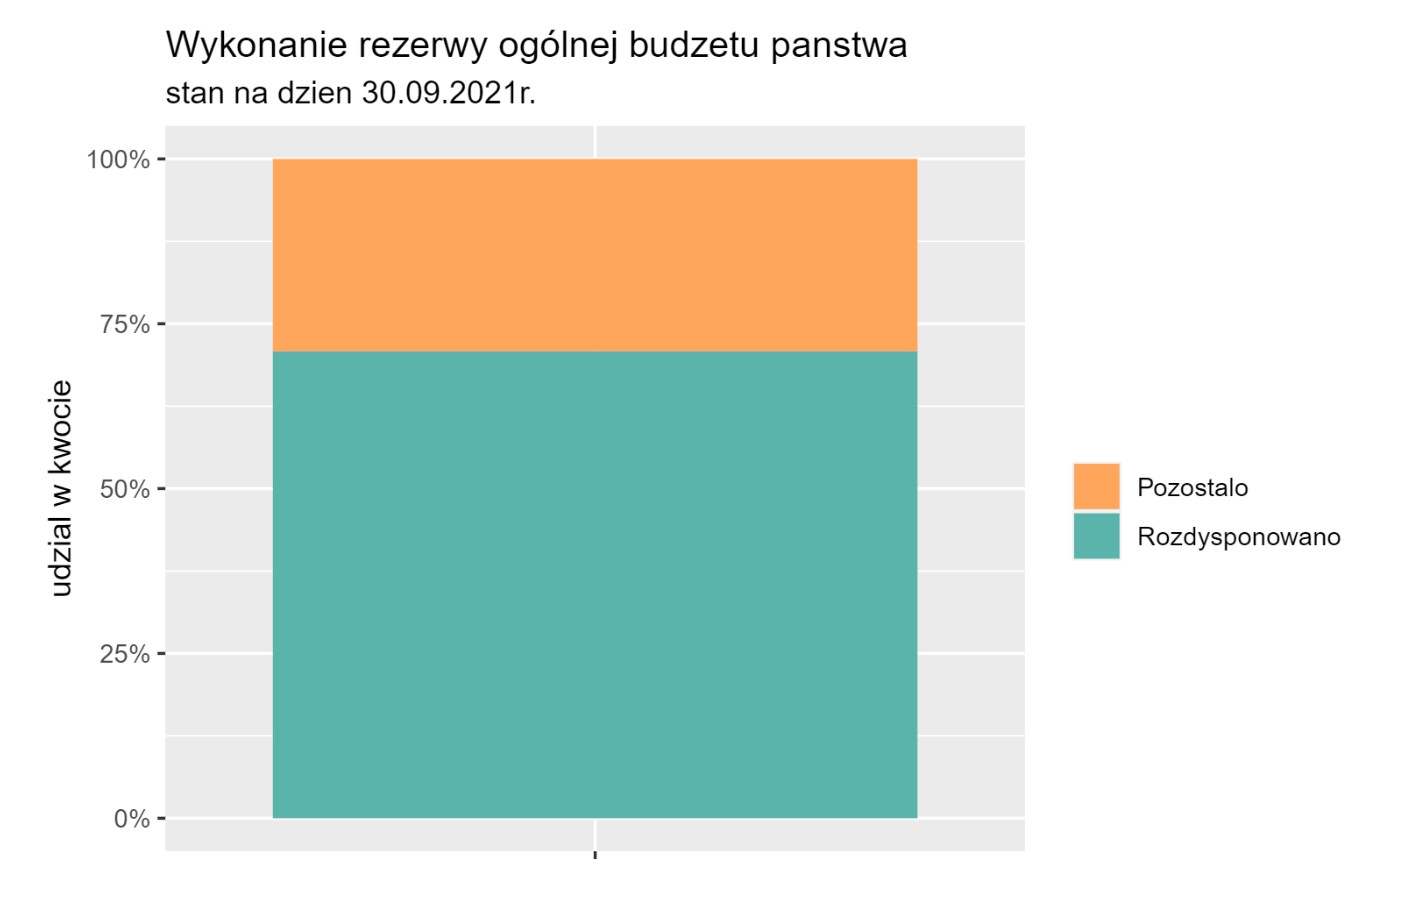 Wykonanie rezerwy ogólnej budzetu panstwa
stan na dzien 30.09.2021r.
100%
75%
50%
25%
0%
udzial w kwocie
Pozostalo
Rozdysponowano